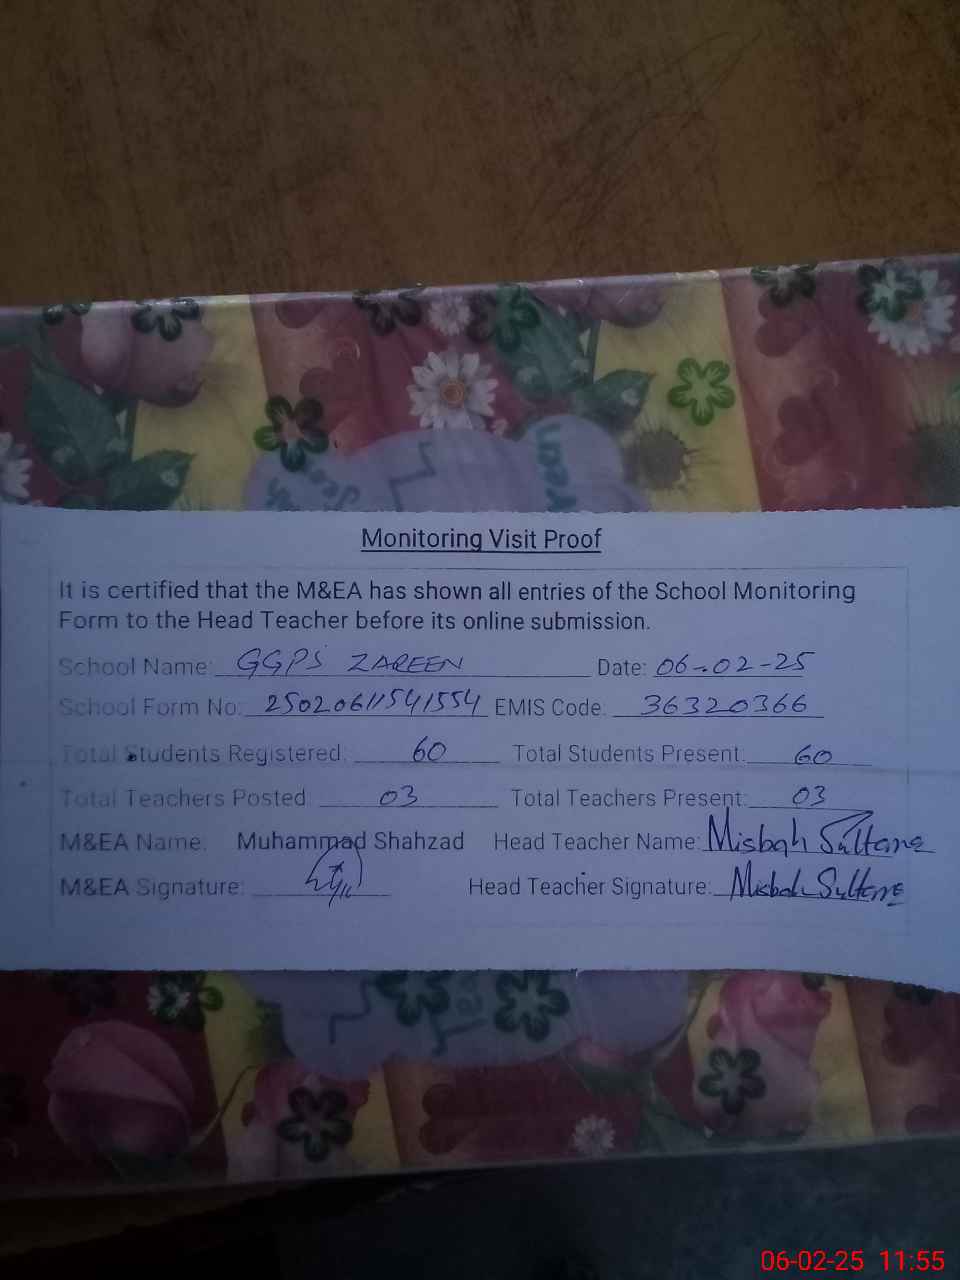 Monitoring Visit Proof
It is certified that the M&EA has shown all entries of the School Monitoring
Form to the Head Teacher before its online submission.
School Name: GGPS ZAREEN Date: 06-02-25
School Form No: 25020611541554 EMIS Code: 36320366
Total Students Registered: 60 Total Students Present: 60
Total Teachers Posted 03 Total Teachers Present: 03
M&EA Name: Muhammad Shahzad Head Teacher Name: Misbah Sultana
M&EA Signature: Head Teacher Signature: Misbah Sultana
06-02-25 11:55